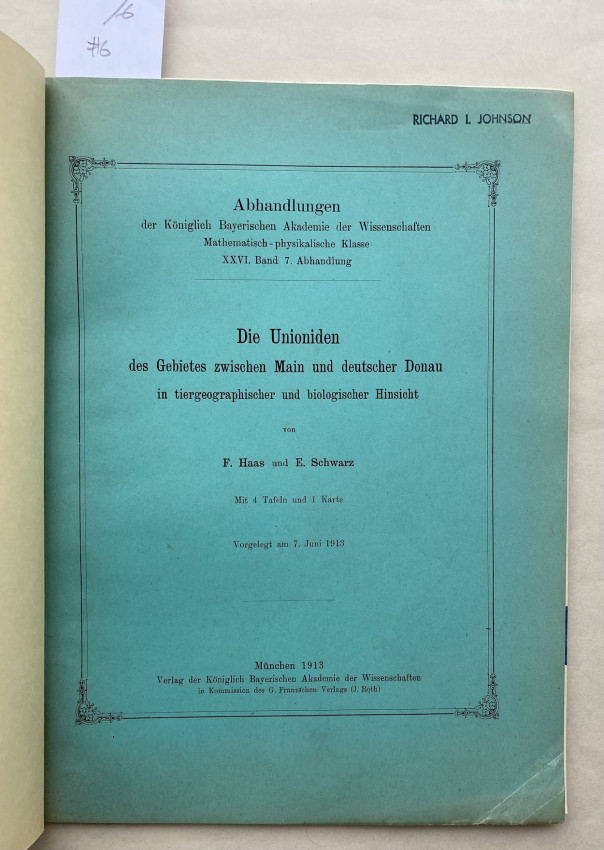 /6
#6
RICHARD I. JOHNSON
Abhandlungen
der Königlich Bayerischen Akademie der Wissenschaften
Mathematisch-physikalische Klasse
XXVI. Band 7. Abhandlung
Die Unioniden
des Gebietes zwischen Main und deutscher Donau
in tiergeographischer und biologischer Hinsicht
von
F. Haas und E. Schwarz
Mit 4 Tafeln und 1 Karte
Vorgelegt am 7. Juni 1913
München 1913
Verlag der Königlich Bayerischen Akademie der Wissenschaften
in Kommission des G. Franzschen Verlags (J. Roth)